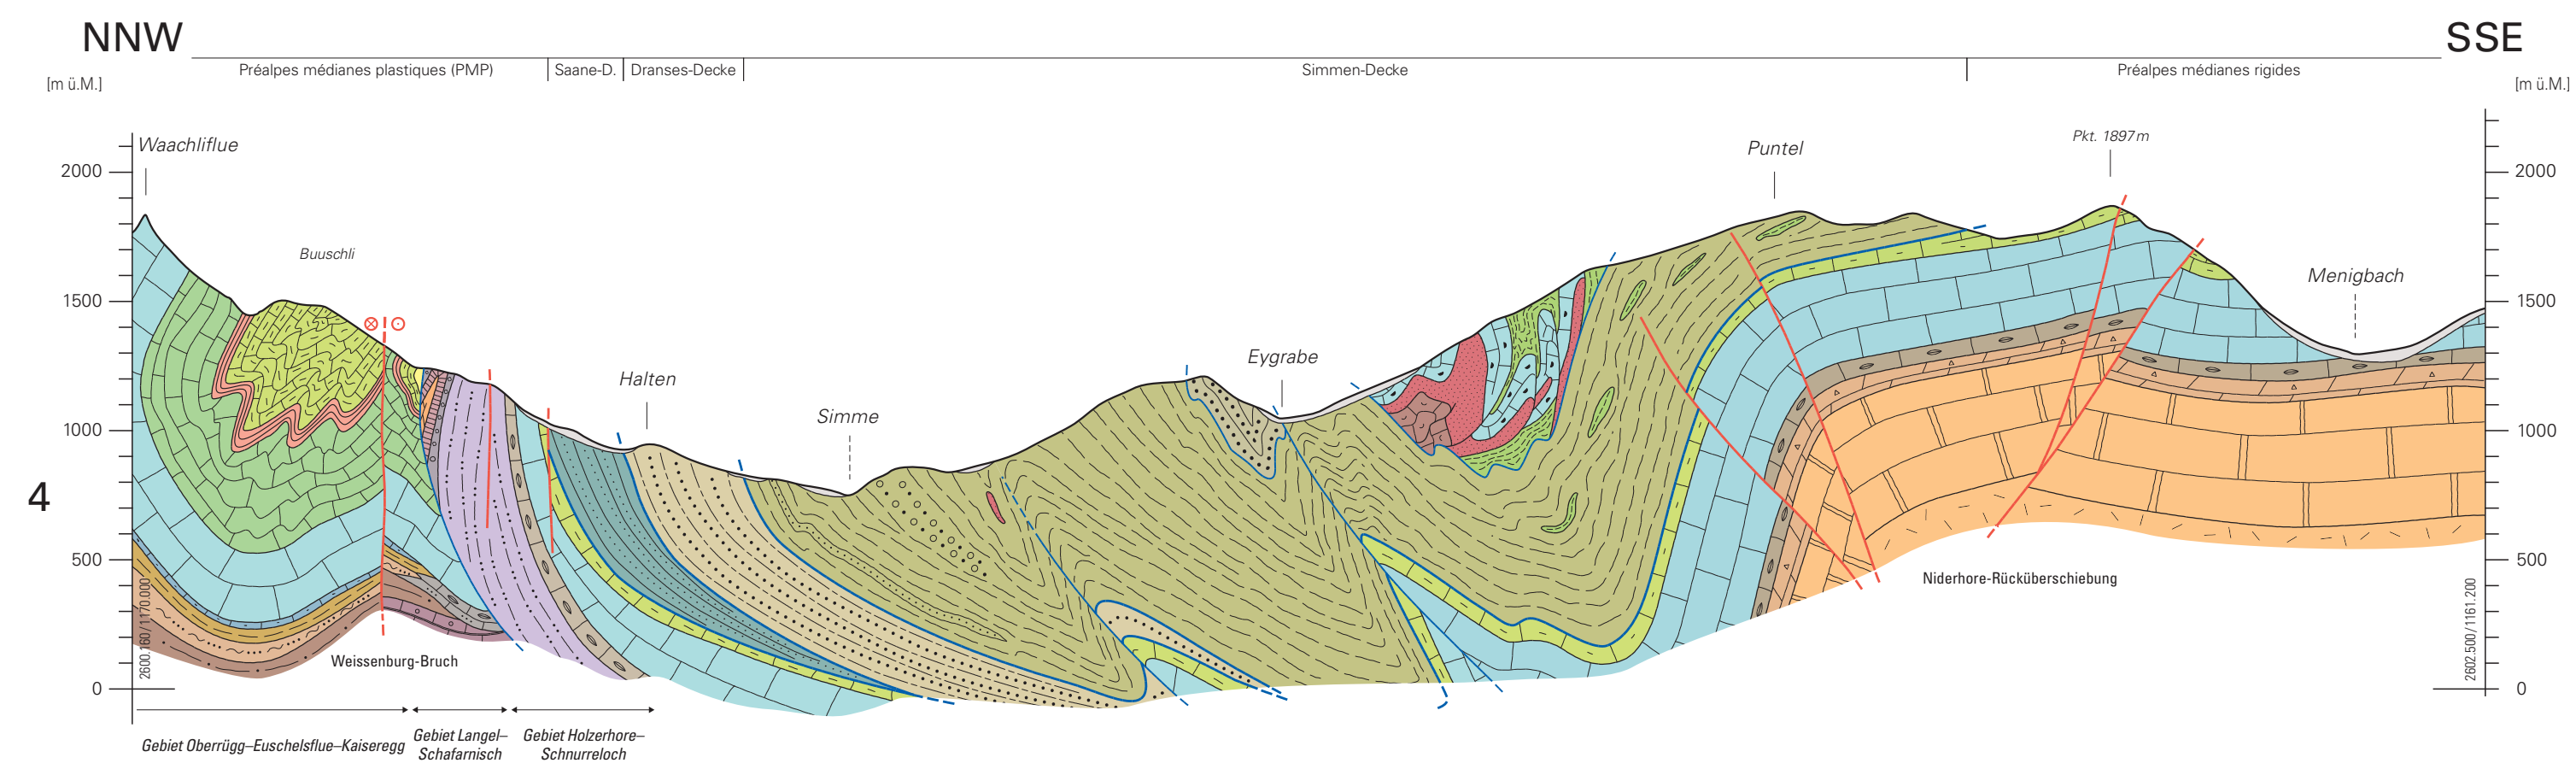 NNW
SSE
Préalpes médianes plastiques (PMP)
Saane-D.
Dranses-Decke
Simmen-Decke
Préalpes médianes rigides
[m ü.M.]
[m ü.M.]
Waachliflue
Puntel
Pkt. 1897 m
2000
2000
Buuschli
Menigbach
1500
1500
Eygrabe
Halten
Simme
1000
1000
4
500
500
Niderhore-Rücküberschiebung
2600.160/1170.000
2602.500/1161.200
Weissenburg-Bruch
0
0
Gebiet Oberrügg–Euschelsflue–Kaiseregg
Gebiet Langel–
Schafarnisch
Gebiet Holzerhore–
Schnurreloch